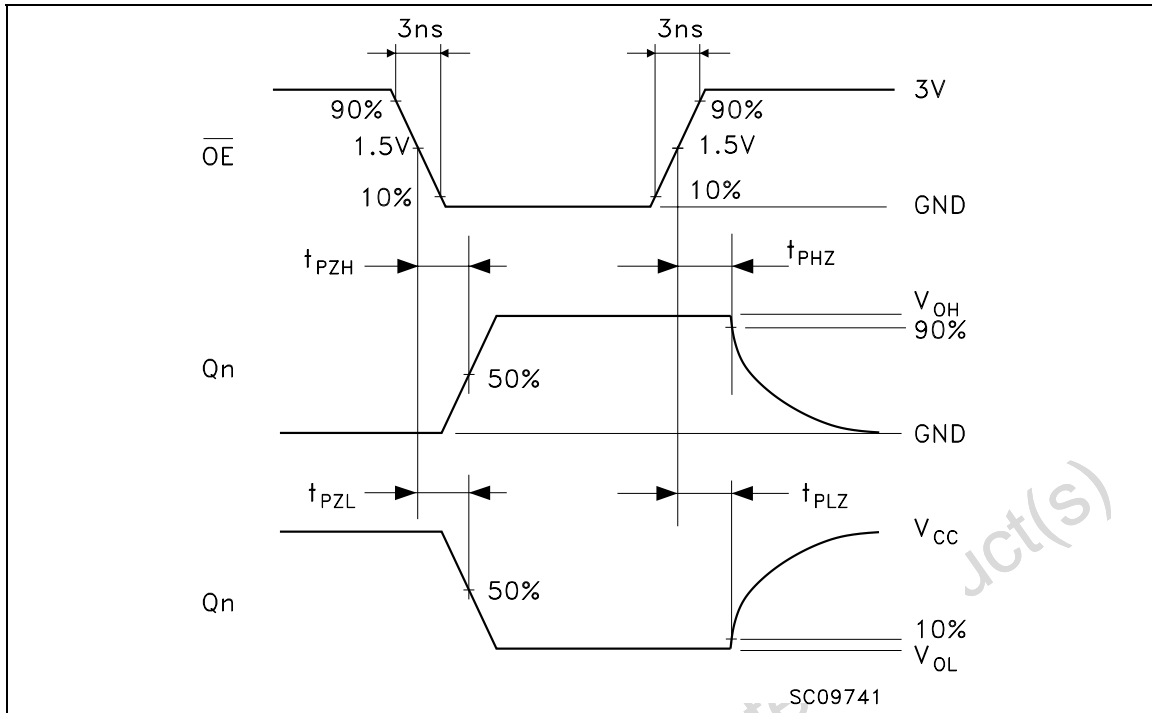 3ns 3ns
3V
90% 90%
OE 1.5V 1.5V
10% 10%
GND
tPZH tPHZ
VOH
90%
Qn 50%
GND
tPZL tPLZ
VCC
Qn 50%
10%
VOL
SC09741